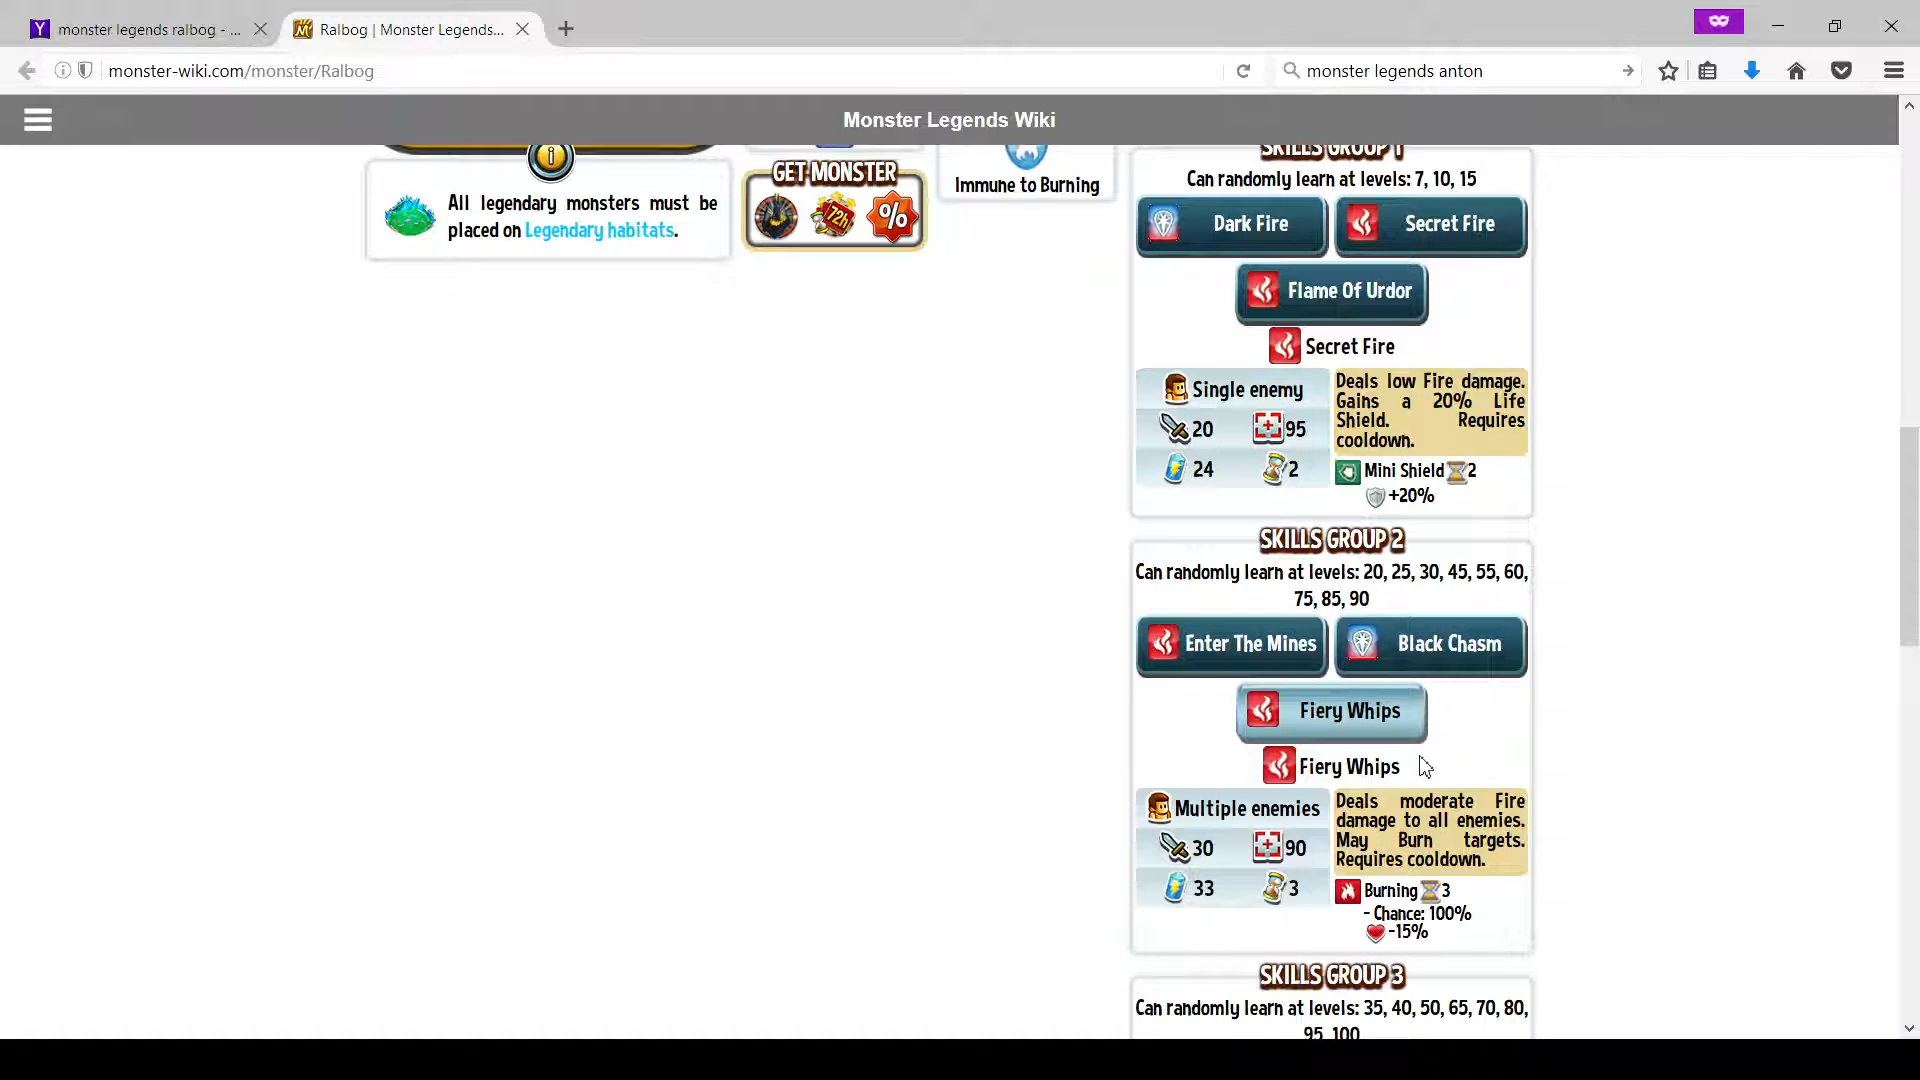 monster legends ralbog - ...
Ralbog | Monster Legends...
monster-wiki.com/monster/Ralbog
monster legends anton
Monster Legends Wiki
All legendary monsters must be
placed on Legendary habitats.
GET MONSTER
72h
%
Immune to Burning
SKILLS GROUP 1
Can randomly learn at levels: 7, 10, 15
Dark Fire
Secret Fire
Flame Of Urdor
Secret Fire
Single enemy
20
95
24
2
Deals low Fire damage.
Gains a 20% Life
Shield. Requires
cooldown.
Mini Shield 2
+20%
SKILLS GROUP 2
Can randomly learn at levels: 20, 25, 30, 45, 55, 60,
75, 85, 90
Enter The Mines
Black Chasm
Fiery Whips
Fiery Whips
Multiple enemies
30
90
33
3
Deals moderate Fire
damage to all enemies.
May Burn targets.
Requires cooldown.
Burning 3
- Chance: 100%
-15%
SKILLS GROUP 3
Can randomly learn at levels: 35, 40, 50, 65, 70, 80,
95, 100